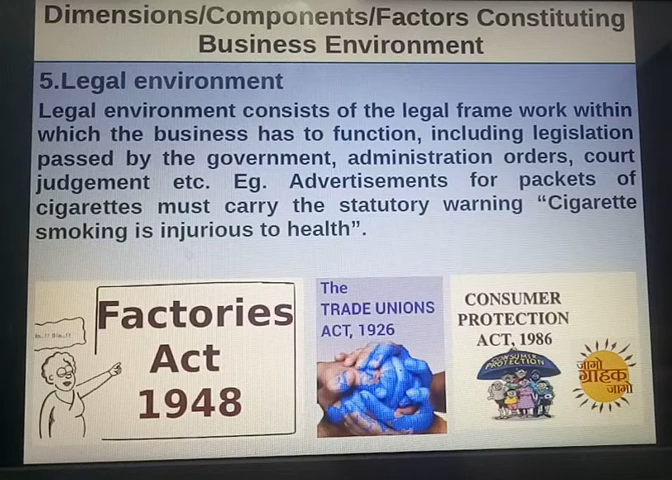 Dimensions/Components/Factors Constituting
Business Environment
5.Legal environment
Legal environment consists of the legal frame work within
which the business has to function, including legislation
passed by the government, administration orders, court
judgement etc. Eg. Advertisements for packets of
cigarettes must carry the statutory warning “Cigarette
smoking is injurious to health”.
Factories
Act
1948
The
TRADE UNIONS
ACT, 1926
CONSUMER
PROTECTION
ACT, 1986
CONSUMER
PROTECTION
जागो
ग्राहक
जागो